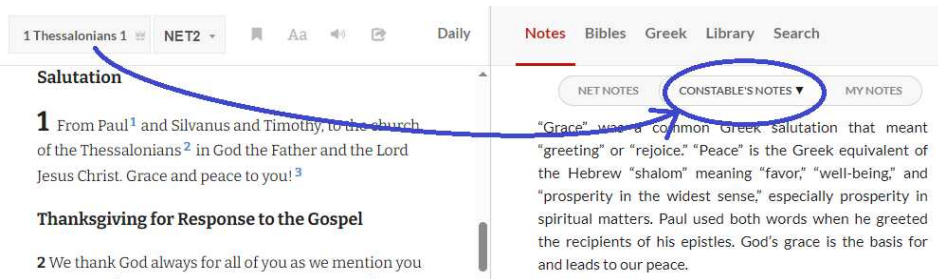 1 Thessalonians 1 NET2 Aa Daily
Salutation
1 From Paul1 and Silvanus and Timothy, to the church
of the Thessalonians2 in God the Father and the Lord
Jesus Christ. Grace and peace to you!3
Thanksgiving for Response to the Gospel
2 We thank God always for all of you as we mention you
Notes Bibles Greek Library Search
NET NOTES CONSTABLE'S NOTES ▼ MY NOTES
“Grace” was a common Greek salutation that meant
“greeting” or “rejoice.” “Peace” is the Greek equivalent of
the Hebrew “shalom” meaning “favor,” “well-being,” and
“prosperity in the widest sense,” especially prosperity in
spiritual matters. Paul used both words when he greeted
the recipients of his epistles. God’s grace is the basis for
and leads to our peace.